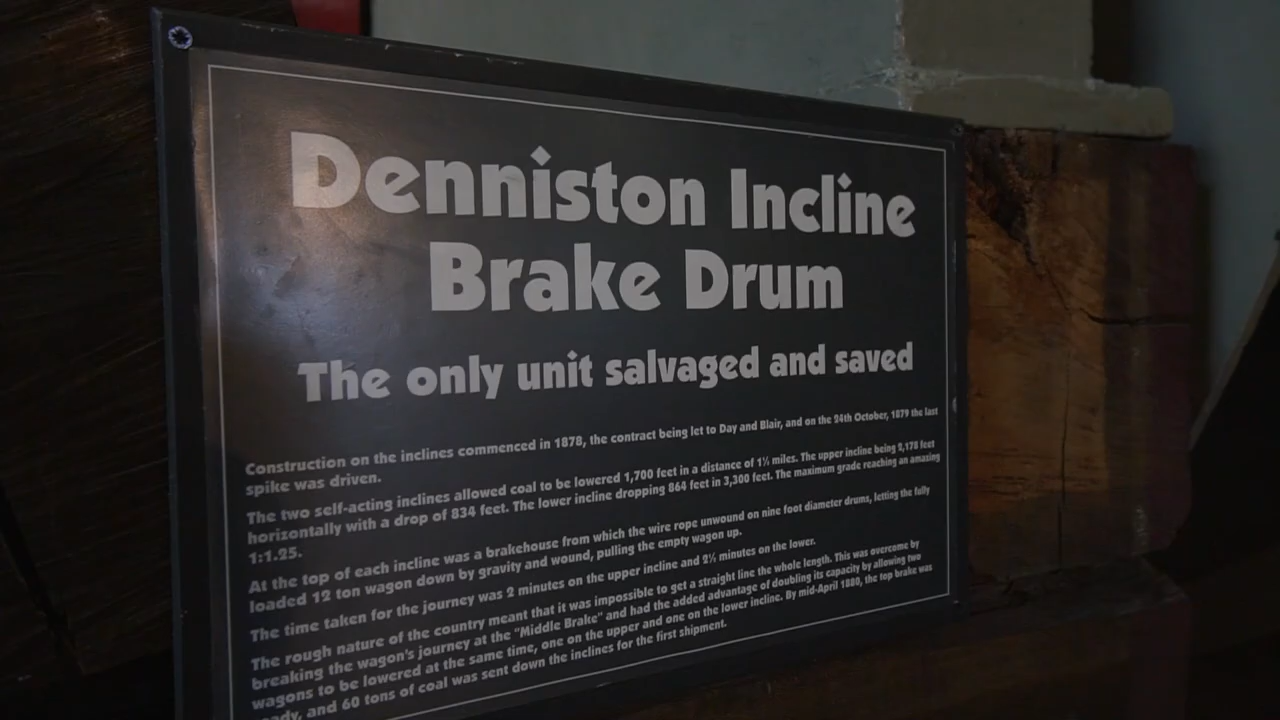 Denniston Incline
Brake Drum
The only unit salvaged and saved
Construction on the inclines commenced in 1878, the contract being let to Day and Blair, and on the 24th October, 1879 the last
spike was driven.
The two self-acting inclines allowed coal to be lowered 1,700 feet in a distance of 1¼ miles. The upper incline being 2,178 feet
horizontally with a drop of 834 feet. The lower incline dropping 864 feet in 3,300 feet. The maximum grade reaching an amazing
1:1.25.
At the top of each incline was a brakehouse from which the wire rope unwound on nine foot diameter drums, letting the fully
loaded 12 ton wagon down by gravity and wound, pulling the empty wagon up.
The time taken for the journey was 2 minutes on the upper incline and 2½ minutes on the lower.
The rough nature of the country meant that it was impossible to get a straight line the whole length. This was overcome by
breaking the wagon's journey at the "Middle Brake" and had the added advantage of doubling its capacity by allowing two
wagons to be lowered at the same time, one on the upper and one on the lower incline. By mid-April 1880, the top brake was
and 60 tons of coal was sent down the inclines for the first shipment.